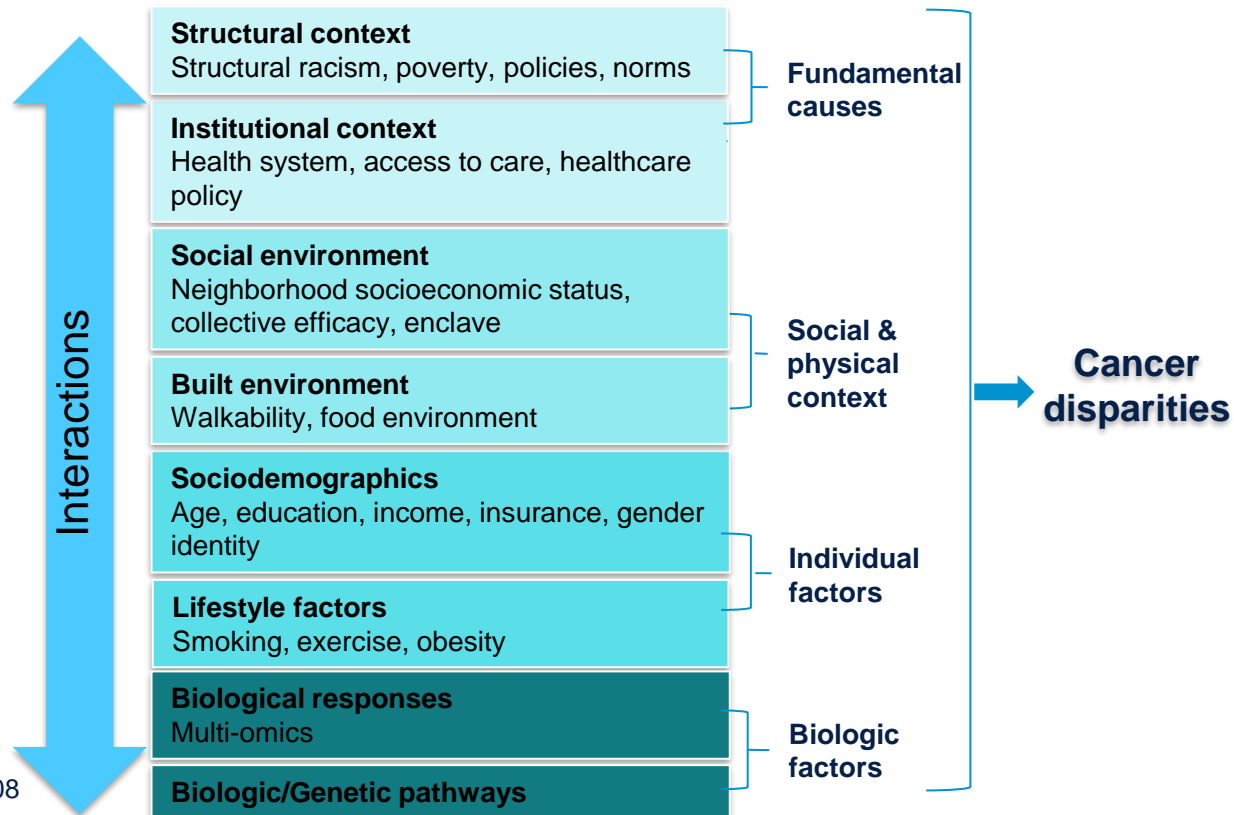 Structural context
Structural racism, poverty, policies, norms
Institutional context
Health system, access to care, healthcare
policy
Social environment
Neighborhood socioeconomic status,
collective efficacy, enclave
Built environment
Walkability, food environment
Sociodemographics
Age, education, income, insurance, gender
identity
Lifestyle factors
Smoking, exercise, obesity
Biological responses
Multi-omics
Biologic/Genetic pathways
Interactions
Fundamental
causes
Social &
physical
context
Individual
factors
Biologic
factors
Cancer
disparities
08